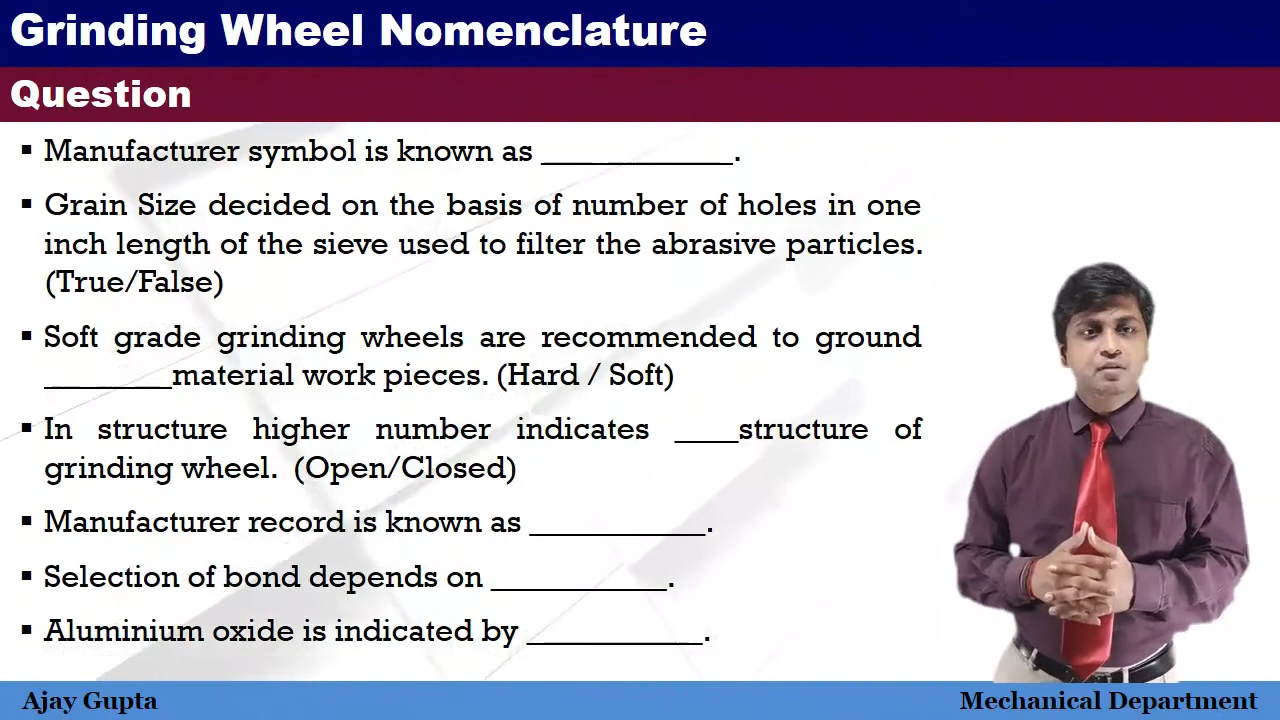 Grinding Wheel Nomenclature
Question
▪ Manufacturer symbol is known as ____________.
▪ Grain Size decided on the basis of number of holes in one
inch length of the sieve used to filter the abrasive particles.
(True/False)
▪ Soft grade grinding wheels are recommended to ground
________material work pieces. (Hard / Soft)
▪ In structure higher number indicates ____structure of
grinding wheel. (Open/Closed)
▪ Manufacturer record is known as ___________.
▪ Selection of bond depends on ___________.
▪ Aluminium oxide is indicated by ___________.
Ajay Gupta
Mechanical Department